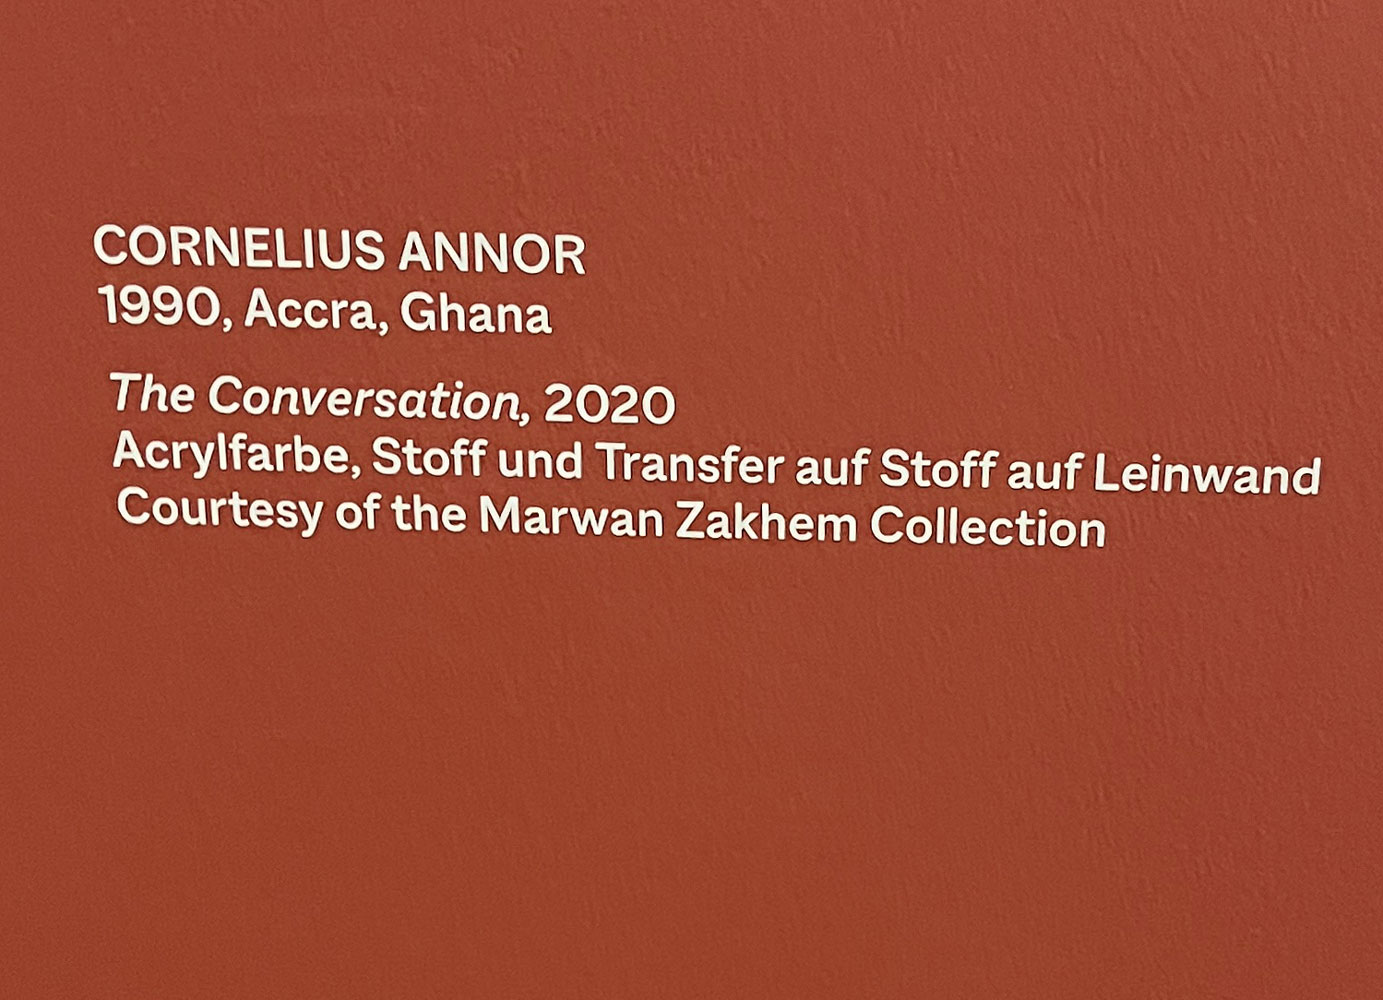 CORNELIUS ANNOR
1990, Accra, Ghana
The Conversation, 2020
Acrylfarbe, Stoff und Transfer auf Stoff auf Leinwand
Courtesy of the Marwan Zakhem Collection